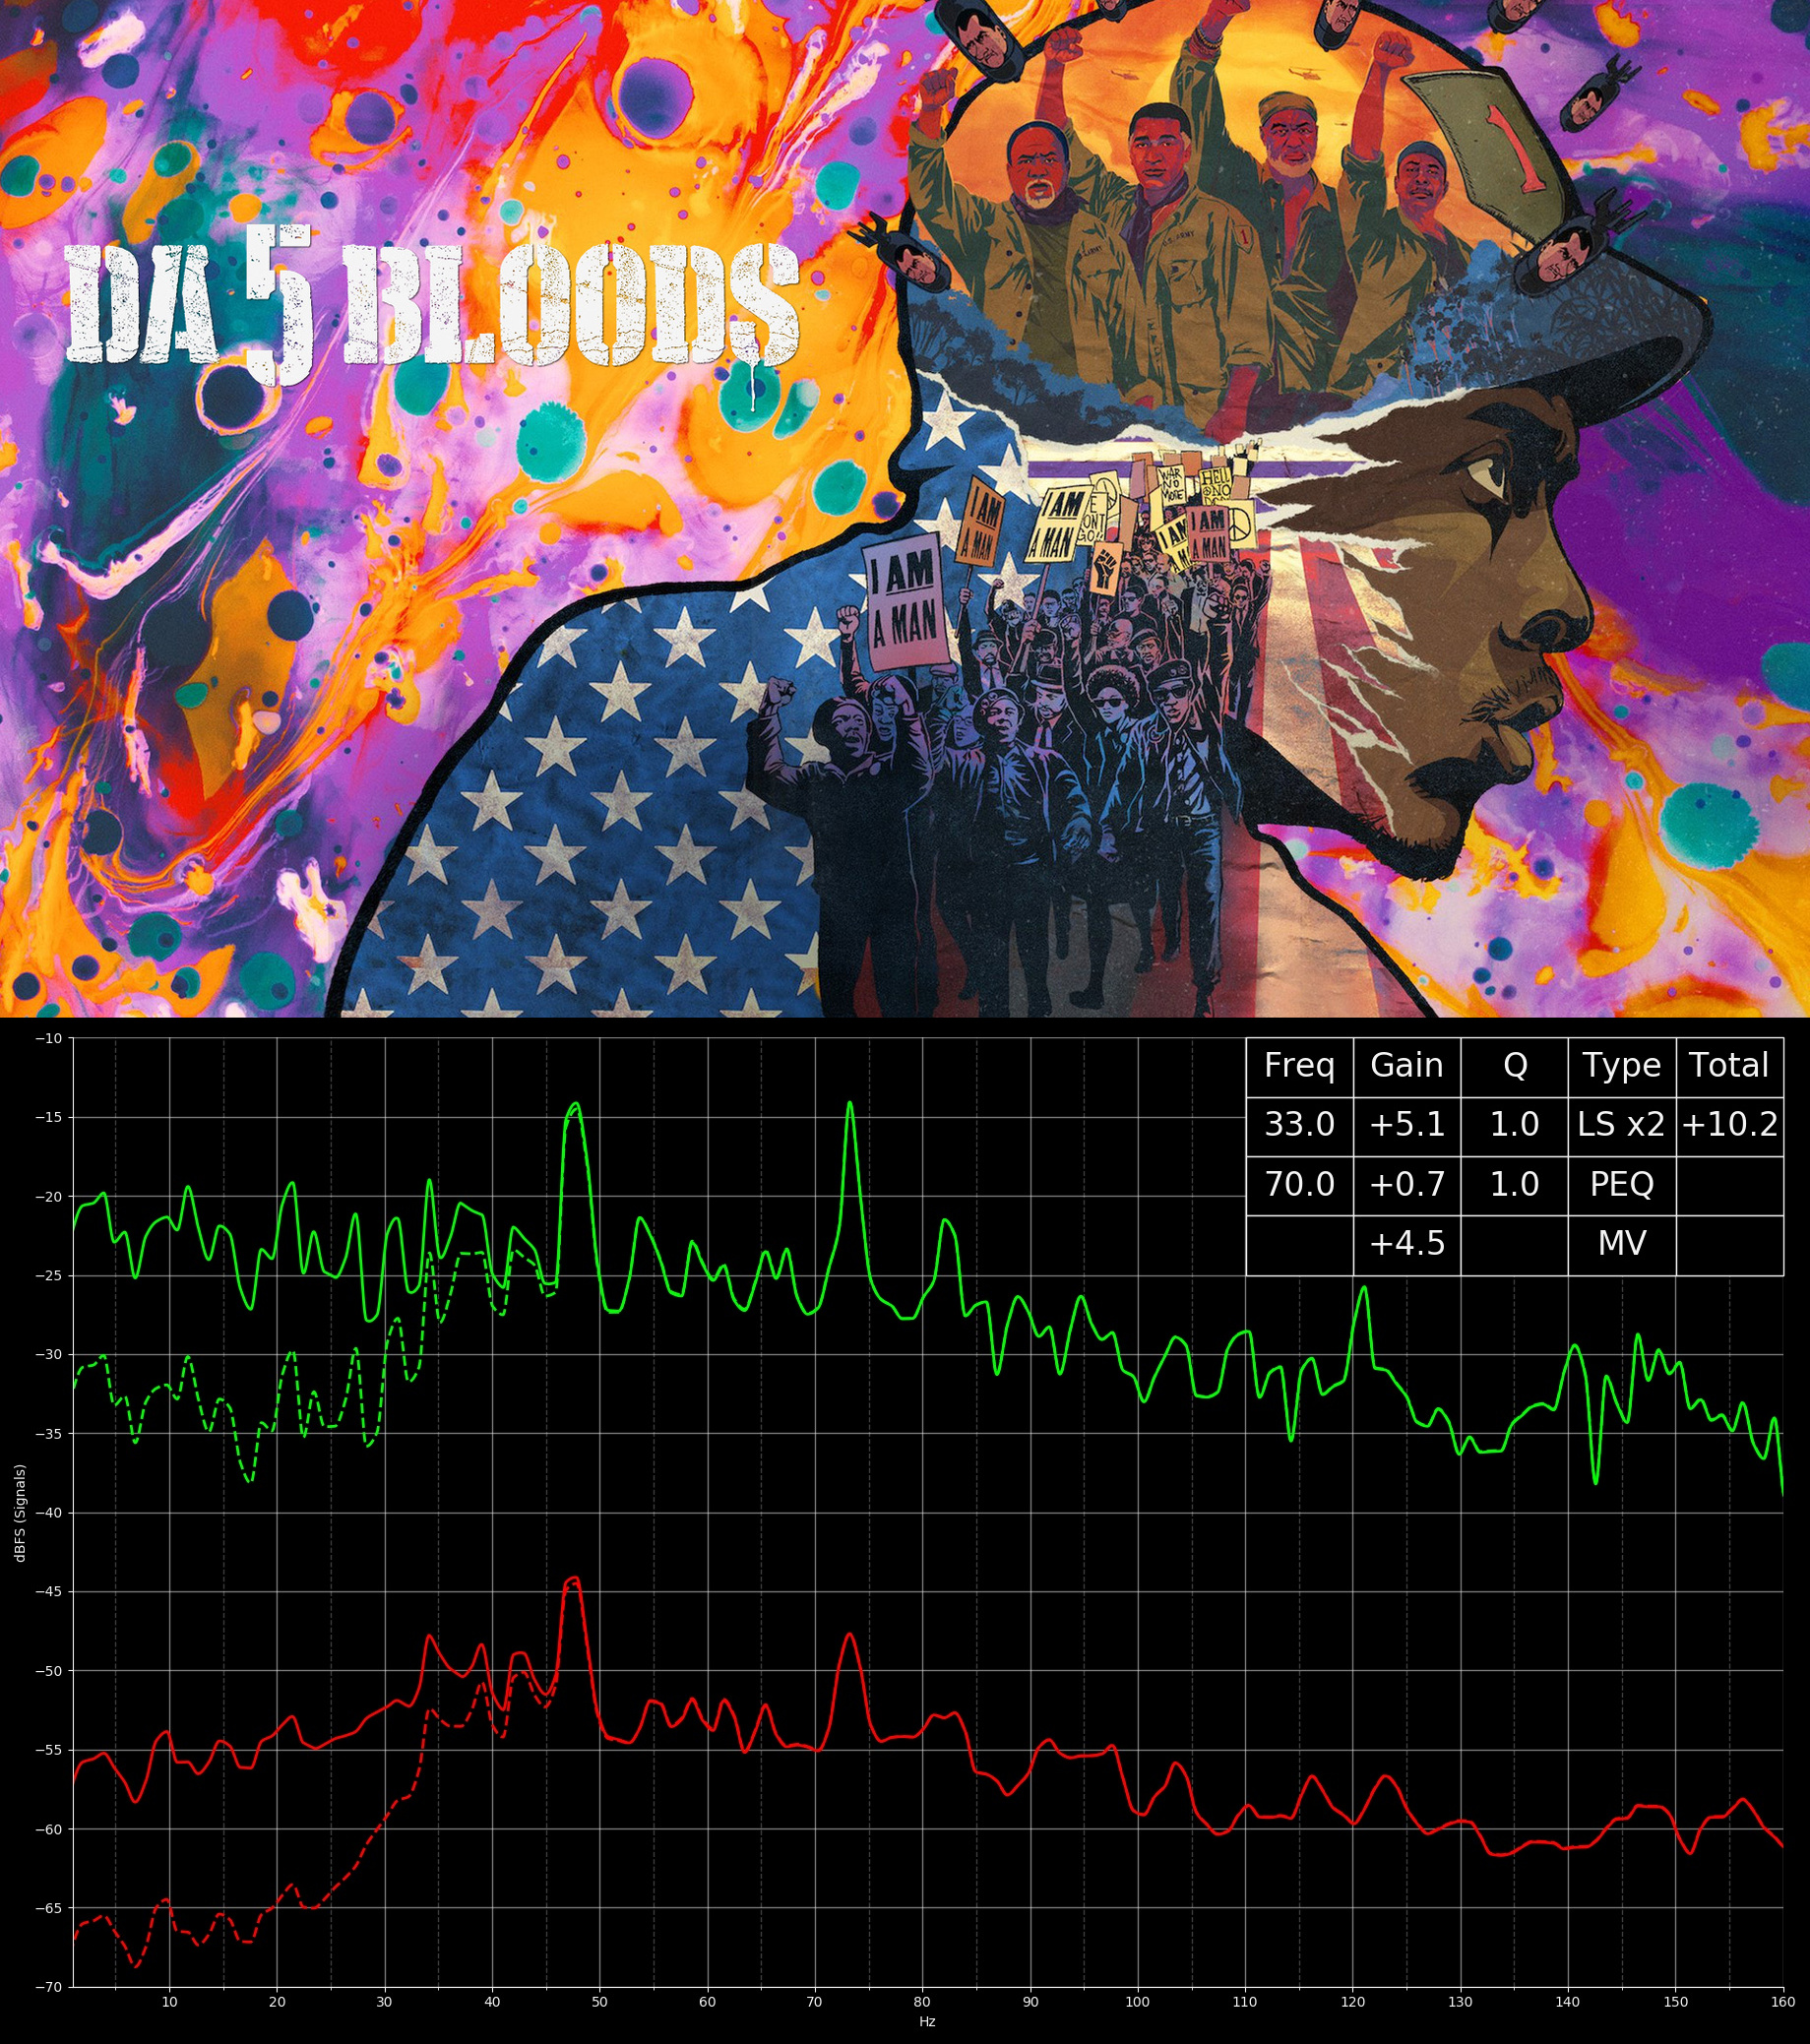 DA 5 BLOODS
1
U.S. ARMY
1
WAR
NO
MORE
HELL
NO
I AM
A MAN
I AM
A MAN
I AM
A MAN
I AM
A MAN
Freq Gain Q Type Total
33.0 +5.1 1.0 LS x2 +10.2
70.0 +0.7 1.0 PEQ
+4.5 MV
−10
−15
−20
−25
−30
−35
−40
−45
−50
−55
−60
−65
−70
dBFS (Signals)
10 20 30 40 50 60 70 80 90 100 110 120 130 140 150 160
Hz